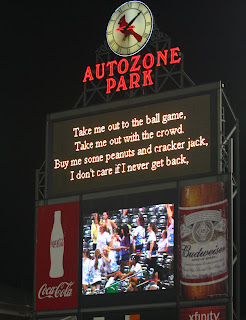 AUTOZONE
PARK
Take me out to the ball game,
Take me out with the crowd.
Buy me some peanuts and cracker jack,
I don't care if I never get back,
Coca-Cola
Budweiser
xfinity